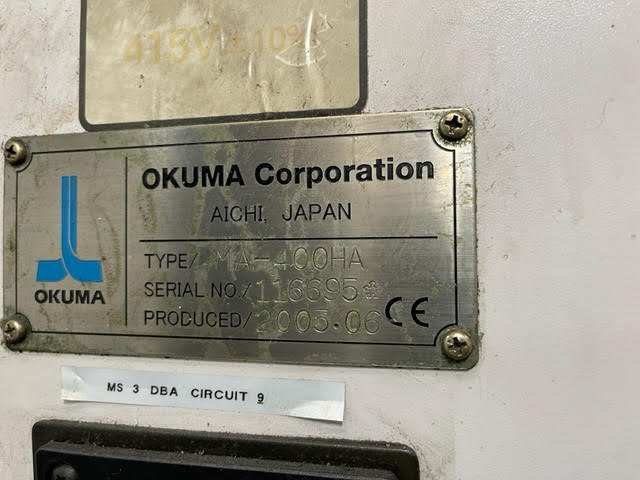 415V ± 10%
OKUMA Corporation
AICHI, JAPAN
TYPE/ MA-400HA
SERIAL NO./ 116695*
PRODUCED/ 2003.06 CE
OKUMA
MS 3 DBA CIRCUIT 9